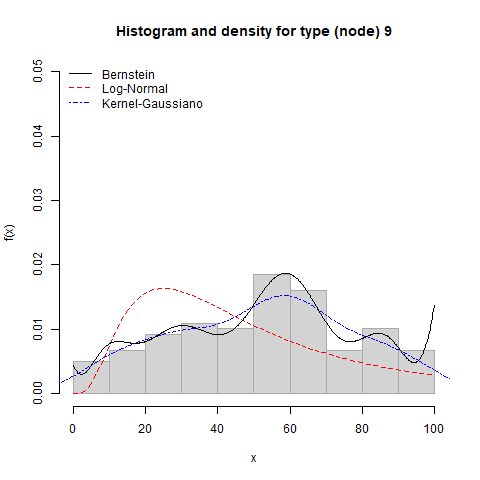 Histogram and density for type (node) 9
Bernstein
Log-Normal
Kernel-Gaussiano
f(x)
0.05
0.04
0.03
0.02
0.01
0.00
0 20 40 60 80 100
x